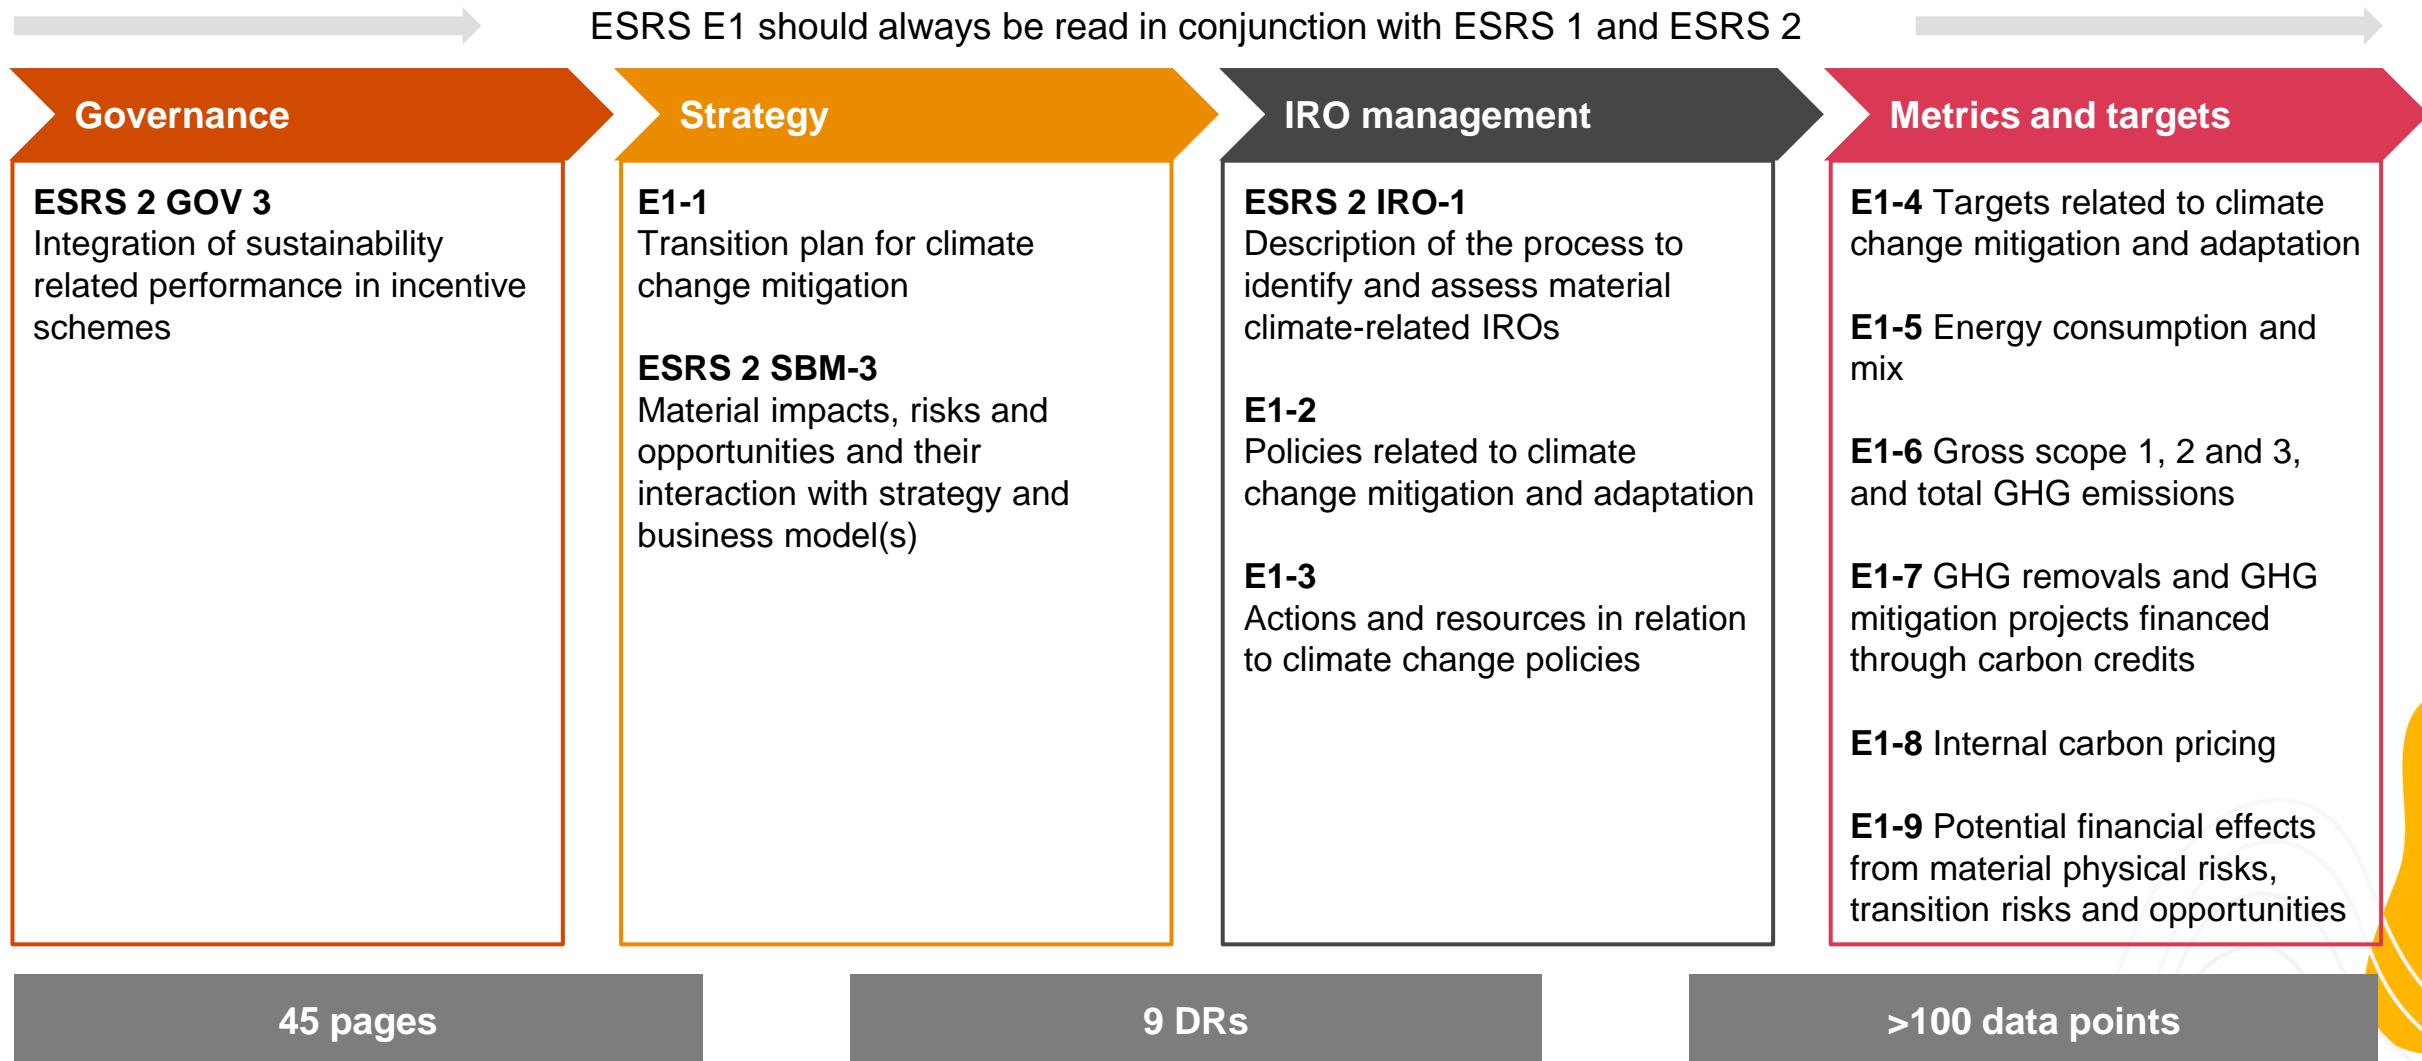 ESRS E1 should always be read in conjunction with ESRS 1 and ESRS 2
Governance
ESRS 2 GOV 3
Integration of sustainability
related performance in incentive
schemes
Strategy
E1-1
Transition plan for climate
change mitigation
ESRS 2 SBM-3
Material impacts, risks and
opportunities and their
interaction with strategy and
business model(s)
IRO management
ESRS 2 IRO-1
Description of the process to
identify and assess material
climate-related IROs
E1-2
Policies related to climate
change mitigation and adaptation
E1-3
Actions and resources in relation
to climate change policies
Metrics and targets
E1-4 Targets related to climate
change mitigation and adaptation
E1-5 Energy consumption and
mix
E1-6 Gross scope 1, 2 and 3,
and total GHG emissions
E1-7 GHG removals and GHG
mitigation projects financed
through carbon credits
E1-8 Internal carbon pricing
E1-9 Potential financial effects
from material physical risks,
transition risks and opportunities
45 pages
9 DRs
>100 data points